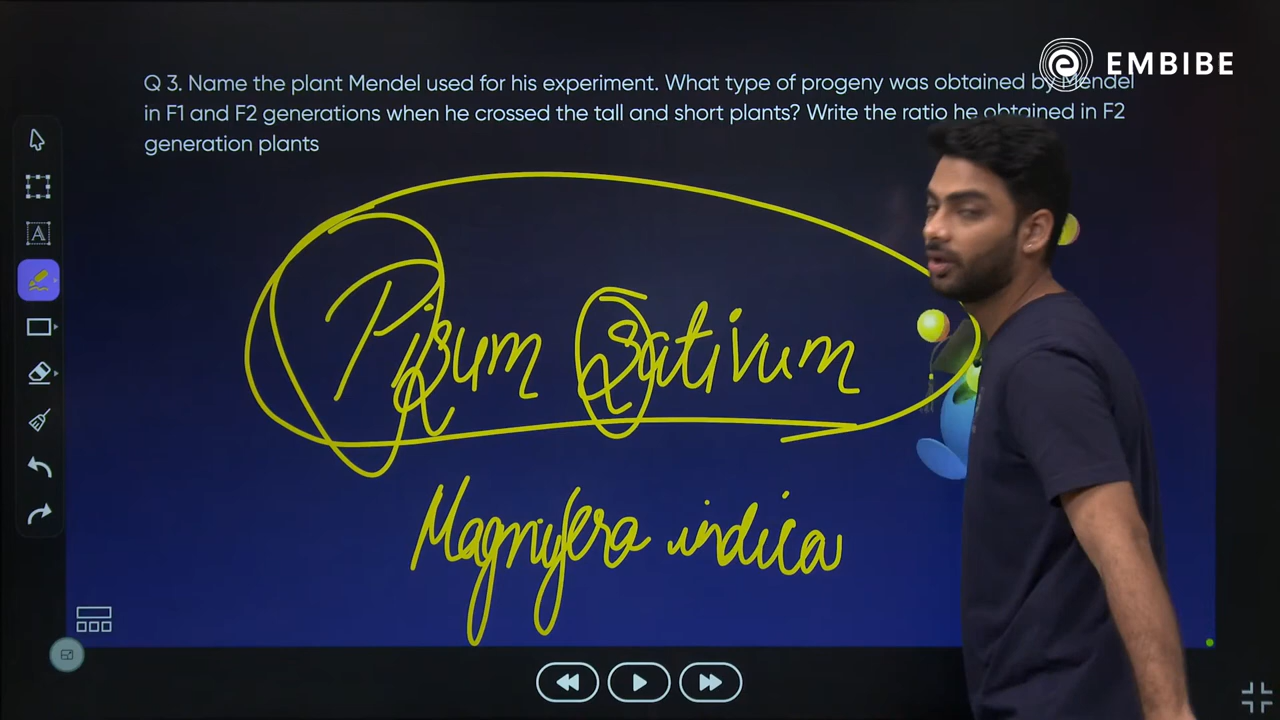 EMBIBE
Q 3. Name the plant Mendel used for his experiment. What type of progeny was obtained by Mendel
in F1 and F2 generations when he crossed the tall and short plants? Write the ratio he obtained in F2
generation plants
Pisum Sativum
Magnifera indica